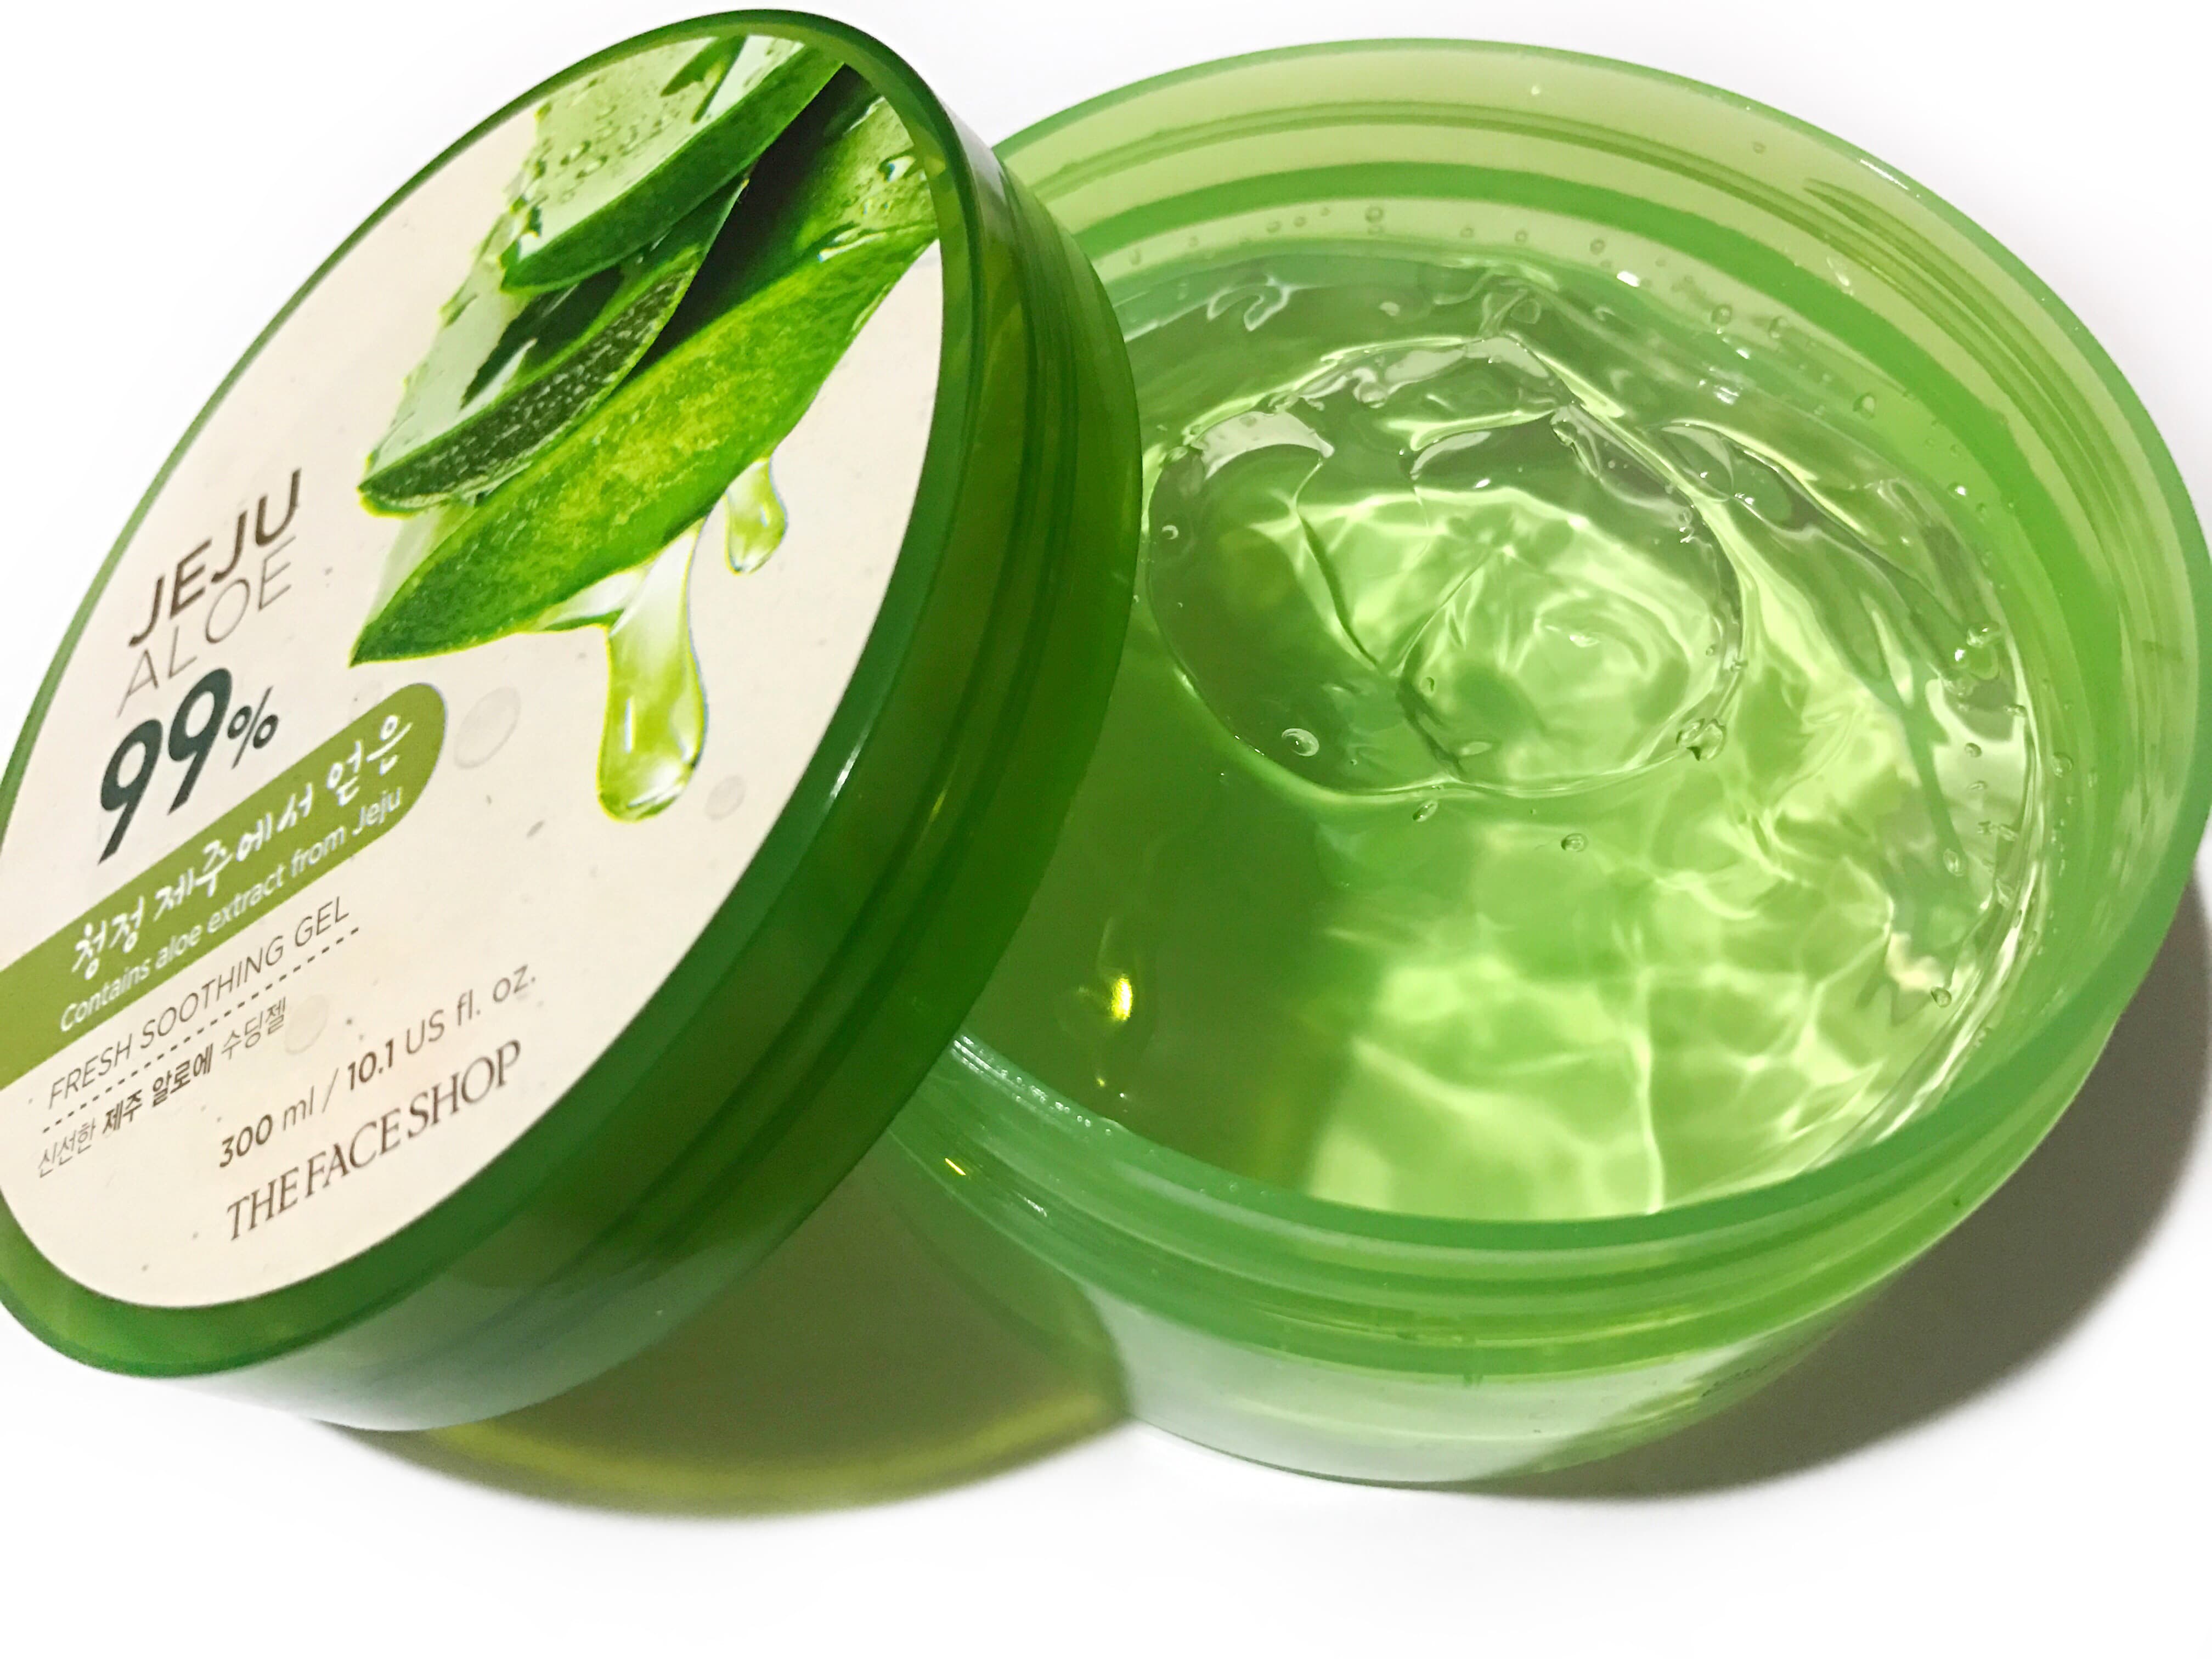 JEJU
ALOE
99%
청정 제주에서 얻은
Contains aloe extract from Jeju
FRESH SOOTHING GEL
신선한 제주 알로에 수딩젤
300 ml / 10.1 US fl. oz.
THE FACE SHOP